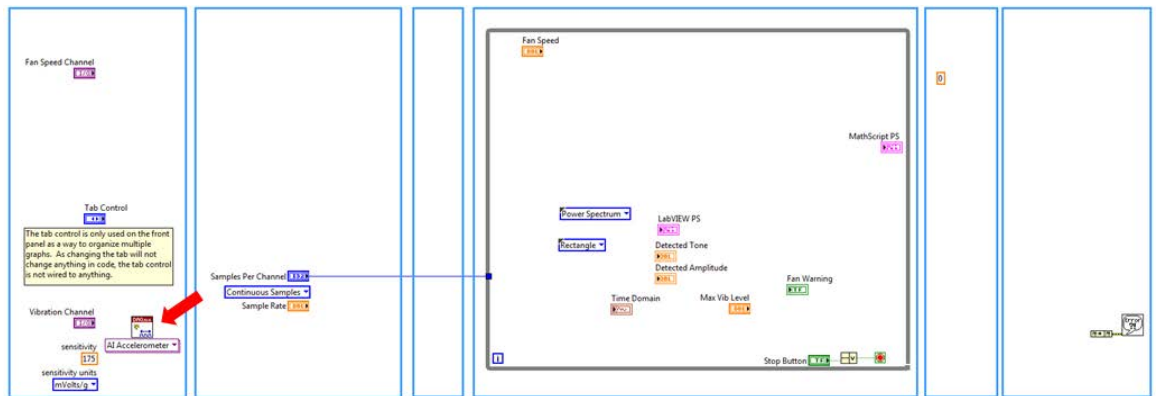 Fan Speed Channel
I/O
Tab Control
The tab control is only used on the front
panel as a way to organize multiple
graphs. As changing the tab will not
change anything in code, the tab control
is not wired to anything.
Vibration Channel
I/O
AI Accelerometer
sensitivity
175
sensitivity units
mVolts/g
Samples Per Channel
Continuous Samples
Sample Rate
Fan Speed
MathScript PS
Power Spectrum
LabVIEW PS
Rectangle
Detected Tone
Detected Amplitude
Fan Warning
TF
Time Domain
Max Vib Level
i
Stop Button
TF
0
Error